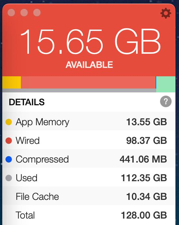 15.65 GB
AVAILABLE
DETAILS ?
App Memory 13.55 GB
Wired 98.37 GB
Compressed 441.06 MB
Used 112.35 GB
File Cache 10.34 GB
Total 128.00 GB